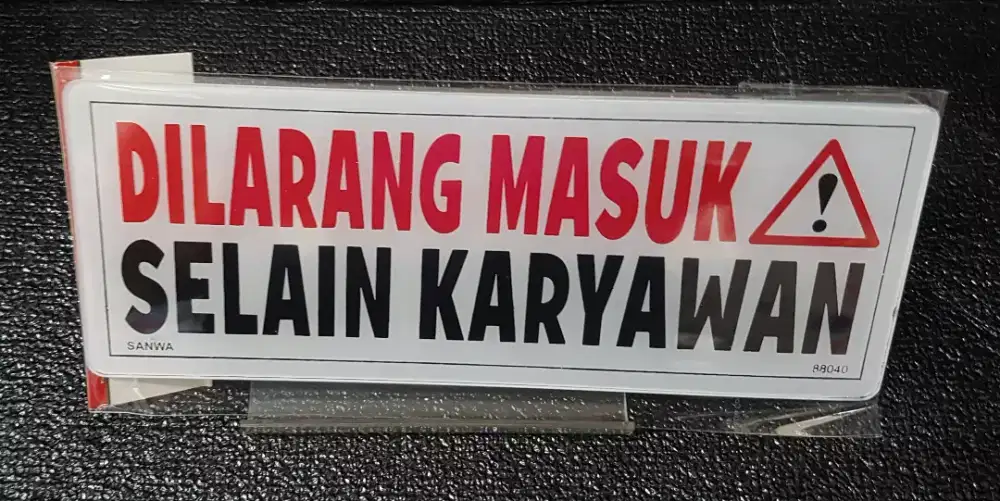 DILARANG MASUK
SELAIN KARYAWAN
SANWA
88040